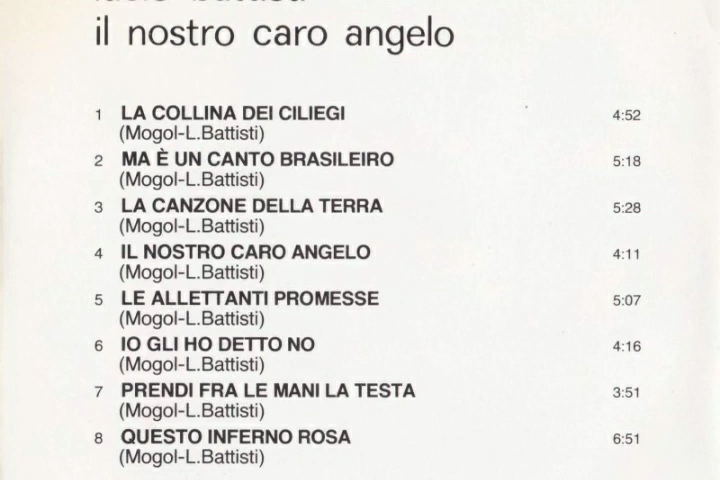 il nostro caro angelo
1 LA COLLINA DEI CILIEGI 4:52
(Mogol-L.Battisti)
2 MA È UN CANTO BRASILEIRO 5:18
(Mogol-L.Battisti)
3 LA CANZONE DELLA TERRA 5:28
(Mogol-L.Battisti)
4 IL NOSTRO CARO ANGELO 4:11
(Mogol-L.Battisti)
5 LE ALLETTANTI PROMESSE 5:07
(Mogol-L.Battisti)
6 IO GLI HO DETTO NO 4:16
(Mogol-L.Battisti)
7 PRENDI FRA LE MANI LA TESTA 3:51
(Mogol-L.Battisti)
8 QUESTO INFERNO ROSA 6:51
(Mogol-L.Battisti)